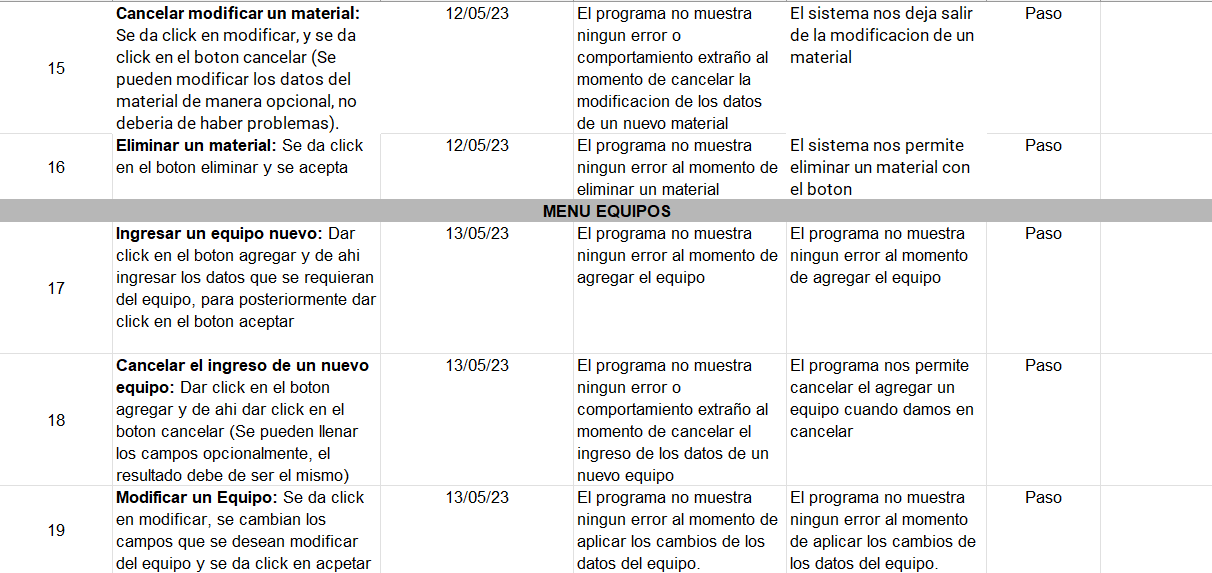 15
Cancelar modificar un material:
Se da click en modificar, y se da
click en el boton cancelar (Se
pueden modificar los datos del
material de manera opcional, no
deberia de haber problemas).
12/05/23
El programa no muestra
ningun error o
comportamiento extraño al
momento de cancelar la
modificacion de los datos
de un nuevo material
El sistema nos deja salir
de la modificacion de un
material
Paso
16
Eliminar un material: Se da click
en el boton eliminar y se acepta
12/05/23
El programa no muestra
ningun error al momento de
eliminar un material
El sistema nos permite
eliminar un material con
el boton
Paso
MENU EQUIPOS
17
Ingresar un equipo nuevo: Dar
click en el boton agregar y de ahi
ingresar los datos que se requieran
del equipo, para posteriormente dar
click en el boton aceptar
13/05/23
El programa no muestra
ningun error al momento de
agregar el equipo
El programa no muestra
ningun error al momento
de agregar el equipo
Paso
18
Cancelar el ingreso de un nuevo
equipo: Dar click en el boton
agregar y de ahi dar click en el
boton cancelar (Se pueden llenar
los campos opcionalmente, el
resultado debe de ser el mismo)
13/05/23
El programa no muestra
ningun error o
comportamiento extraño al
momento de cancelar el
ingreso de los datos de un
nuevo equipo
El programa nos permite
cancelar el agregar un
equipo cuando damos en
cancelar
Paso
19
Modificar un Equipo: Se da click
en modificar, se cambian los
campos que se desean modificar
del equipo y se da click en acpetar
13/05/23
El programa no muestra
ningun error al momento de
aplicar los cambios de los
datos del equipo.
El programa no muestra
ningun error al momento
de aplicar los cambios de
los datos del equipo.
Paso